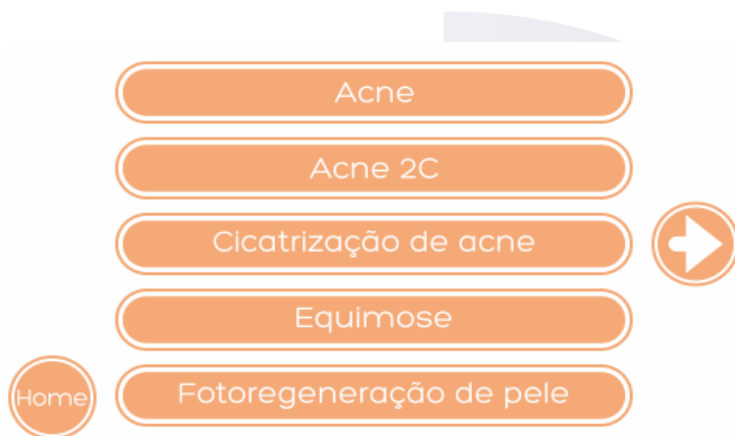 Acne
Acne 2C
Cicatrização de acne
Equimose
Home
Fotoregeneração de pele